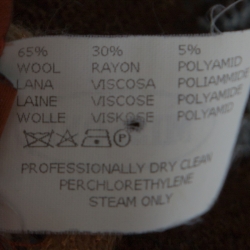 65% 30% 5%
WOOL RAYON POLYAMID
LANA VISCOSA POLIAMMIDE
LAINE VISCOSE POLYAMIDE
WOLLE VISKOSE POLYAMID
P
PROFESSIONALLY DRY CLEAN
PERCHLORETHYLENE
STEAM ONLY